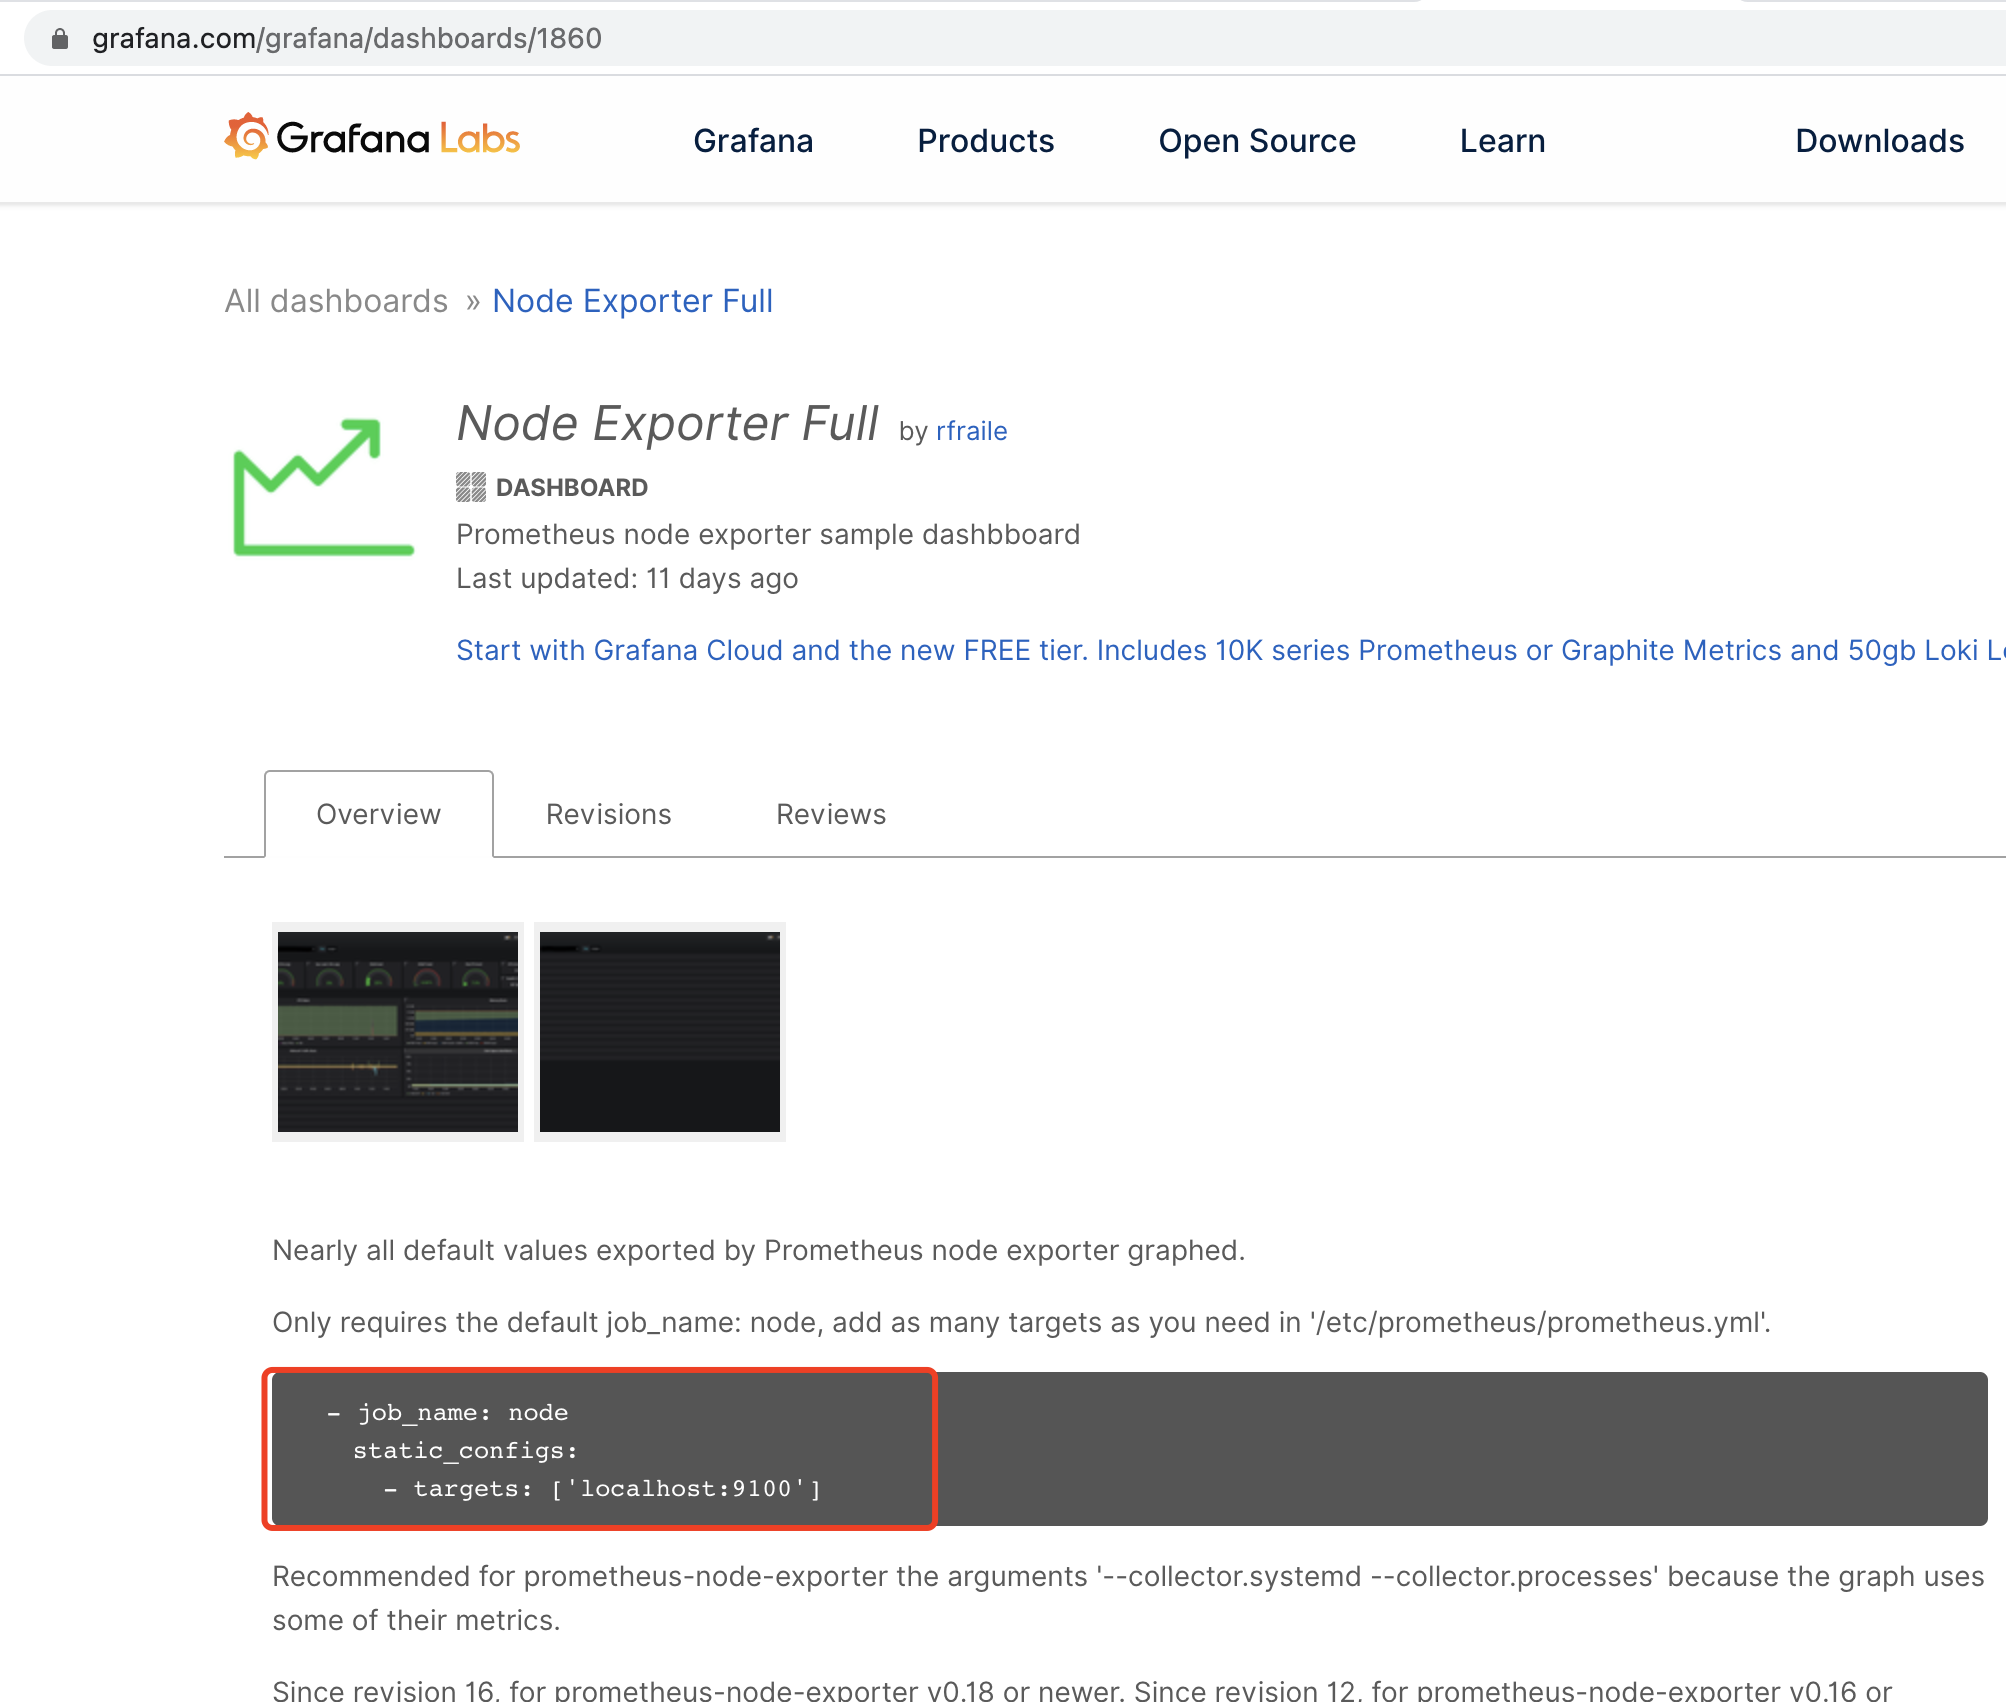 grafana.com/grafana/dashboards/1860
Grafana Labs
Grafana Products Open Source Learn Downloads
All dashboards » Node Exporter Full
Node Exporter Full by rfraile
DASHBOARD
Prometheus node exporter sample dashbboard
Last updated: 11 days ago
Start with Grafana Cloud and the new FREE tier. Includes 10K series Prometheus or Graphite Metrics and 50gb Loki
Overview Revisions Reviews
Nearly all default values exported by Prometheus node exporter graphed.
Only requires the default job_name: node, add as many targets as you need in '/etc/prometheus/prometheus.yml'.
- job_name: node
static_configs:
- targets: ['localhost:9100']
Recommended for prometheus-node-exporter the arguments '--collector.systemd --collector.processes' because the graph uses
some of their metrics.
Since revision 16, for prometheus-node-exporter v0.18 or newer. Since revision 12, for prometheus-node-exporter v0.16 or